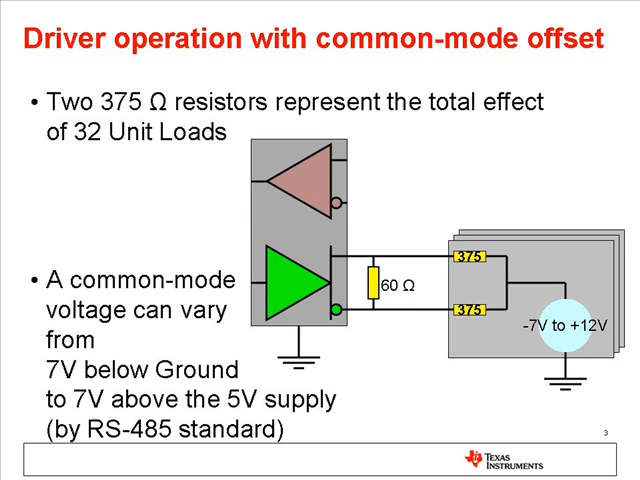 Driver operation with common-mode offset
• Two 375 Ω resistors represent the total effect
of 32 Unit Loads
375
• A common-mode
voltage can vary
from
7V below Ground
to 7V above the 5V supply
(by RS-485 standard)
60 Ω
375
-7V to +12V
3
TEXAS
INSTRUMENTS